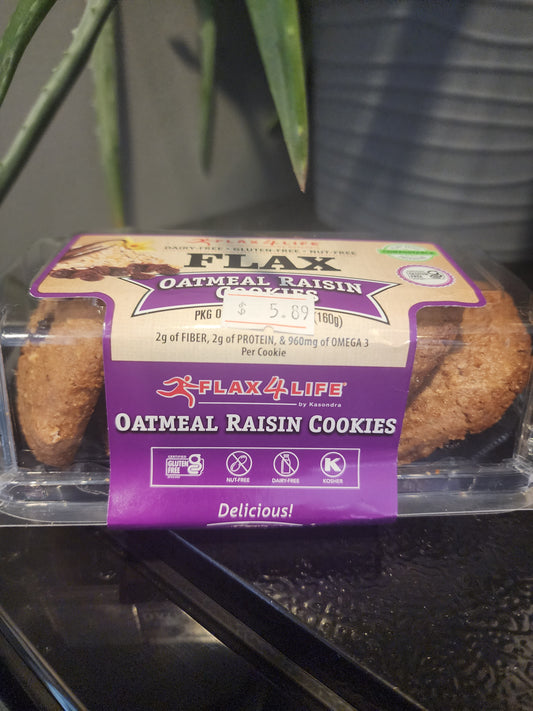 FLAX4LIFE
DAIRY-FREE • GLUTEN-FREE • NUT-FREE
FLAX
OATMEAL RAISIN
COOKIES
$ 5.89
PKG O (160g)
2g of FIBER, 2g of PROTEIN, & 960mg of OMEGA 3
Per Cookie
FLAX4LIFE
by Kasondra
OATMEAL RAISIN COOKIES
CERTIFIED
GLUTEN
FREE
NUT-FREE
DAIRY-FREE
K
KOSHER
Delicious!